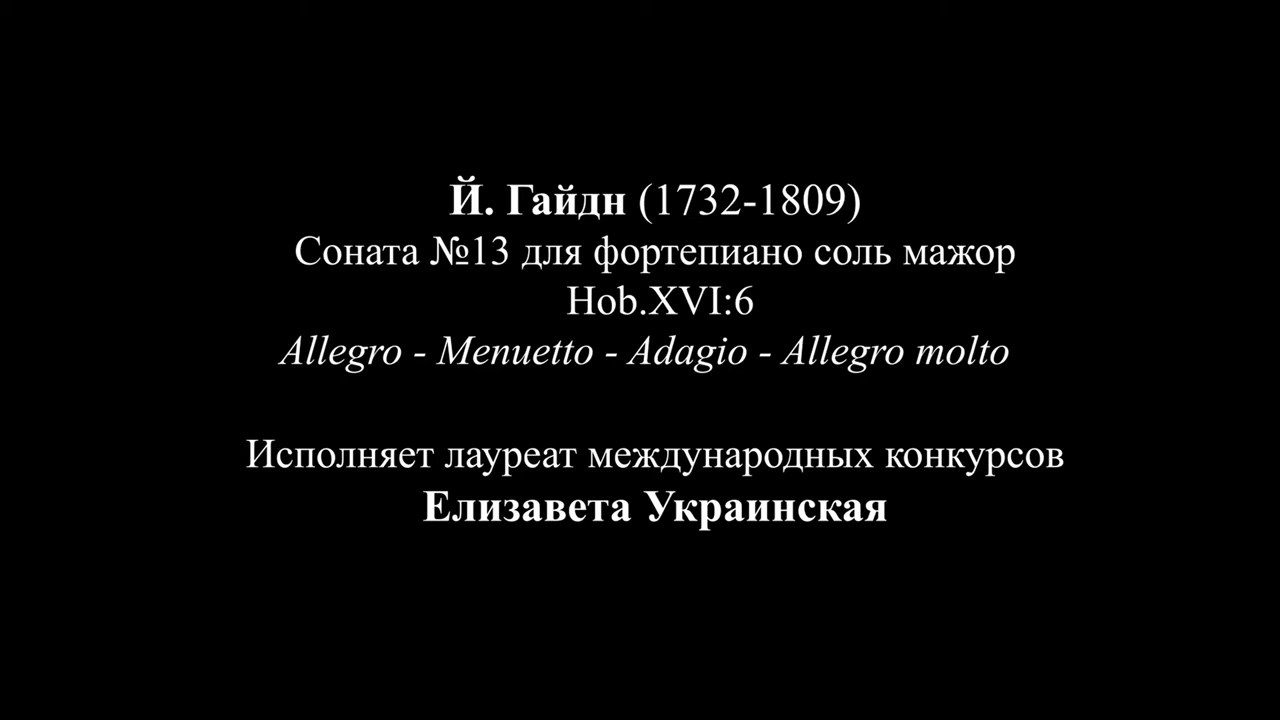 Й. Гайдн (1732-1809)
Соната №13 для фортепиано соль мажор
Hob.XVI:6
Allegro - Menuetto - Adagio - Allegro molto
Исполняет лауреат международных конкурсов
Елизавета Украинская